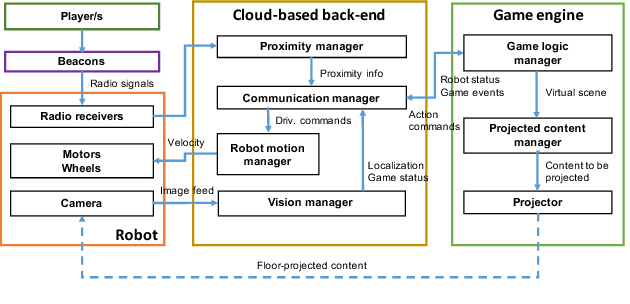 Player/s
Cloud-based back-end
Game engine
Proximity manager
Game logic
manager
Beacons
Proximity info
Robot status
Game events
Radio signals
Virtual scene
Communication manager
Radio receivers
Action
commands
Driv. commands
Projected content
manager
Velocity
Robot motion
manager
Motors
Wheels
Localization
Game status
Content to be
projected
Image feed
Camera
Vision manager
Projector
Robot
Floor-projected content